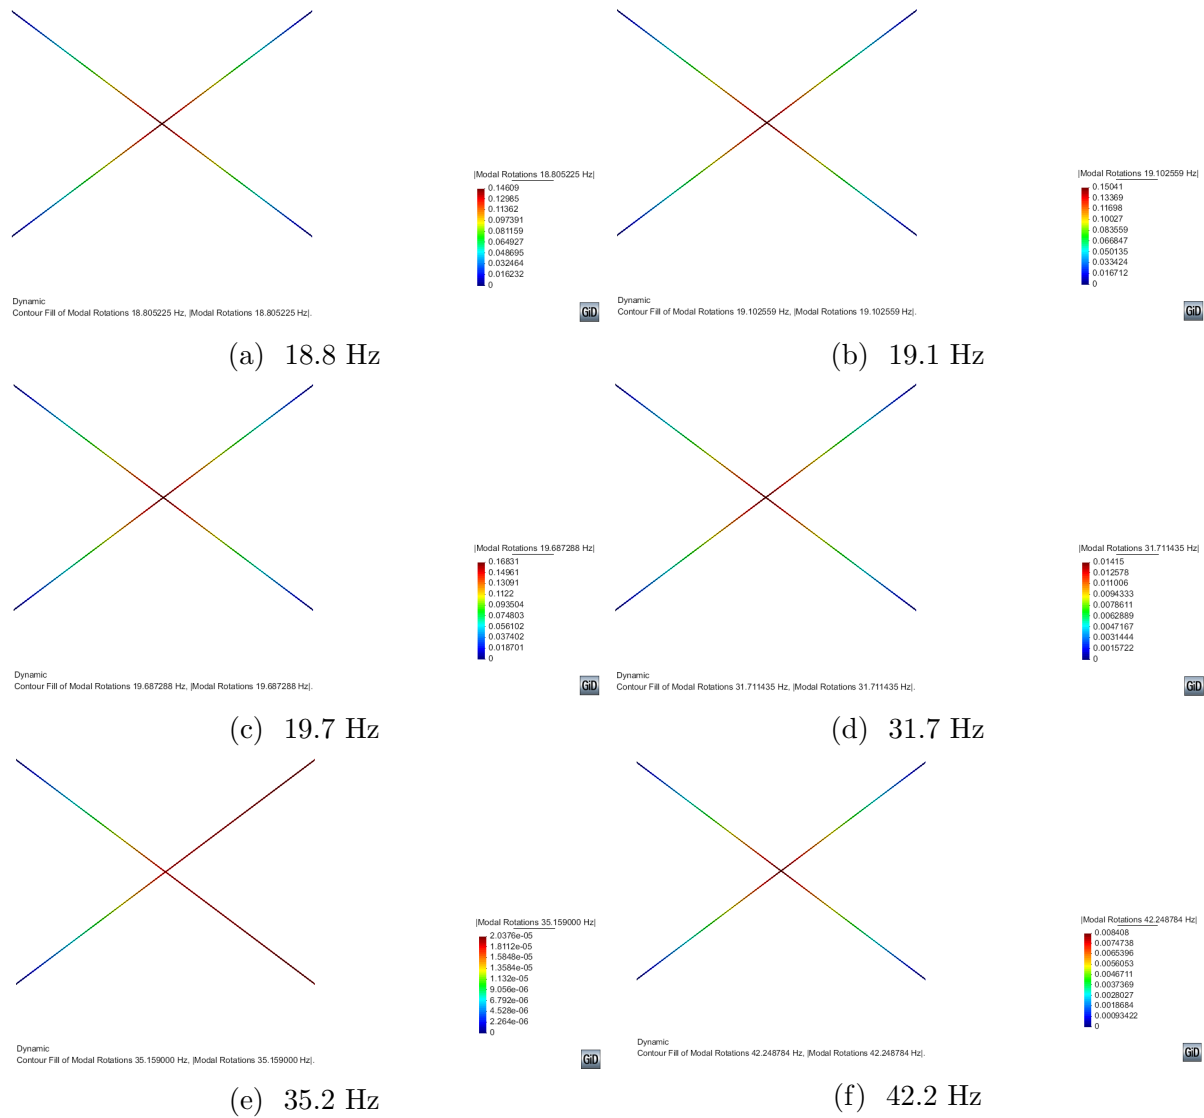 |Modal Rotations 18.805225 Hz|
0.14609
0.12985
0.11362
0.097391
0.081159
0.064927
0.048695
0.032464
0.016232
0
Dynamic
Contour Fill of Modal Rotations 18.805225 Hz, |Modal Rotations 18.805225 Hz|.
GiD
(a) 18.8 Hz
|Modal Rotations 19.102559 Hz|
0.15041
0.13369
0.11698
0.10027
0.083559
0.066847
0.050135
0.033424
0.016712
0
Dynamic
Contour Fill of Modal Rotations 19.102559 Hz, |Modal Rotations 19.102559 Hz|.
GiD
(b) 19.1 Hz
|Modal Rotations 19.687288 Hz|
0.16831
0.14961
0.13091
0.1122
0.093504
0.074803
0.056102
0.037402
0.018701
0
Dynamic
Contour Fill of Modal Rotations 19.687288 Hz, |Modal Rotations 19.687288 Hz|.
GiD
(c) 19.7 Hz
|Modal Rotations 31.711435 Hz|
0.01415
0.012578
0.011006
0.0094333
0.0078611
0.0062889
0.0047167
0.0031444
0.0015722
0
Dynamic
Contour Fill of Modal Rotations 31.711435 Hz, |Modal Rotations 31.711435 Hz|.
GiD
(d) 31.7 Hz
|Modal Rotations 35.159000 Hz|
2.0376e-05
1.8112e-05
1.5848e-05
1.3584e-05
1.132e-05
9.056e-06
6.792e-06
4.528e-06
2.264e-06
0
Dynamic
Contour Fill of Modal Rotations 35.159000 Hz, |Modal Rotations 35.159000 Hz|.
GiD
(e) 35.2 Hz
|Modal Rotations 42.248784 Hz|
0.008408
0.0074738
0.0065396
0.0056053
0.0046711
0.0037369
0.0028027
0.0018684
0.00093422
0
Dynamic
Contour Fill of Modal Rotations 42.248784 Hz, |Modal Rotations 42.248784 Hz|.
GiD
(f) 42.2 Hz